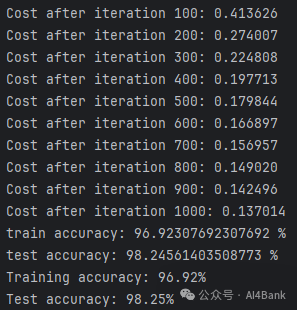 Cost after iteration 100: 0.413626
Cost after iteration 200: 0.274007
Cost after iteration 300: 0.224808
Cost after iteration 400: 0.197713
Cost after iteration 500: 0.179844
Cost after iteration 600: 0.166897
Cost after iteration 700: 0.156957
Cost after iteration 800: 0.149020
Cost after iteration 900: 0.142496
Cost after iteration 1000: 0.137014
train accuracy: 96.92307692307692 %
test accuracy: 98.24561403508773 %
Training accuracy: 96.92%
Test accuracy: 98.25%
公众号 · AI4Bank